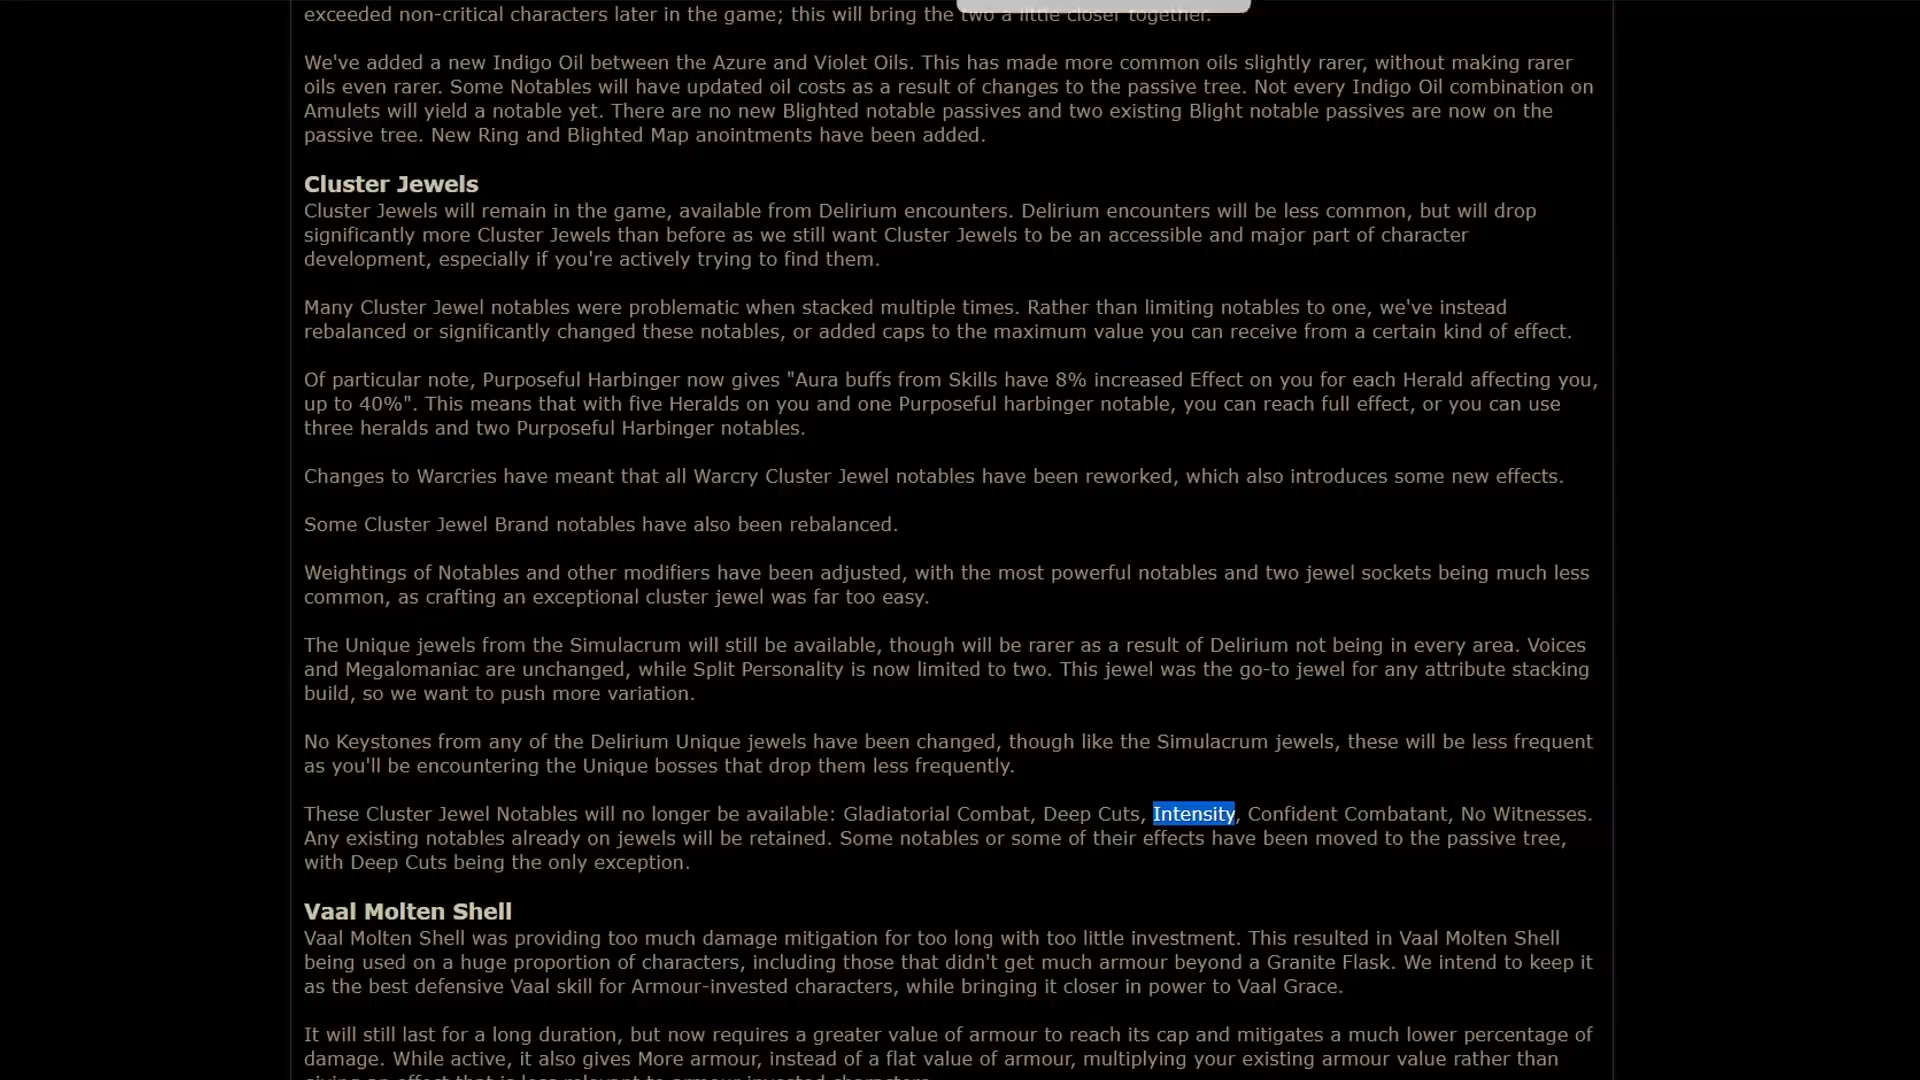 exceeded non-critical characters later in the game; this will bring the two a little closer together.
We've added a new Indigo Oil between the Azure and Violet Oils. This has made more common oils slightly rarer, without making rarer
oils even rarer. Some Notables will have updated oil costs as a result of changes to the passive tree. Not every Indigo Oil combination on
Amulets will yield a notable yet. There are no new Blighted notable passives and two existing Blight notable passives are now on the
passive tree. New Ring and Blighted Map anointments have been added.
Cluster Jewels
Cluster Jewels will remain in the game, available from Delirium encounters. Delirium encounters will be less common, but will drop
significantly more Cluster Jewels than before as we still want Cluster Jewels to be an accessible and major part of character
development, especially if you're actively trying to find them.
Many Cluster Jewel notables were problematic when stacked multiple times. Rather than limiting notables to one, we've instead
rebalanced or significantly changed these notables, or added caps to the maximum value you can receive from a certain kind of effect.
Of particular note, Purposeful Harbinger now gives "Aura buffs from Skills have 8% increased Effect on you for each Herald affecting you,
up to 40%". This means that with five Heralds on you and one Purposeful harbinger notable, you can reach full effect, or you can use
three heralds and two Purposeful Harbinger notables.
Changes to Warcries have meant that all Warcry Cluster Jewel notables have been reworked, which also introduces some new effects.
Some Cluster Jewel Brand notables have also been rebalanced.
Weightings of Notables and other modifiers have been adjusted, with the most powerful notables and two jewel sockets being much less
common, as crafting an exceptional cluster jewel was far too easy.
The Unique jewels from the Simulacrum will still be available, though will be rarer as a result of Delirium not being in every area. Voices
and Megalomaniac are unchanged, while Split Personality is now limited to two. This jewel was the go-to jewel for any attribute stacking
build, so we want to push more variation.
No Keystones from any of the Delirium Unique jewels have been changed, though like the Simulacrum jewels, these will be less frequent
as you'll be encountering the Unique bosses that drop them less frequently.
These Cluster Jewel Notables will no longer be available: Gladiatorial Combat, Deep Cuts, Intensity, Confident Combatant, No Witnesses.
Any existing notables already on jewels will be retained. Some notables or some of their effects have been moved to the passive tree,
with Deep Cuts being the only exception.
Vaal Molten Shell
Vaal Molten Shell was providing too much damage mitigation for too long with too little investment. This resulted in Vaal Molten Shell
being used on a huge proportion of characters, including those that didn't get much armour beyond a Granite Flask. We intend to keep it
as the best defensive Vaal skill for Armour-invested characters, while bringing it closer in power to Vaal Grace.
It will still last for a long duration, but now requires a greater value of armour to reach its cap and mitigates a much lower percentage of
damage. While active, it also gives More armour, instead of a flat value of armour, multiplying your existing armour value rather than